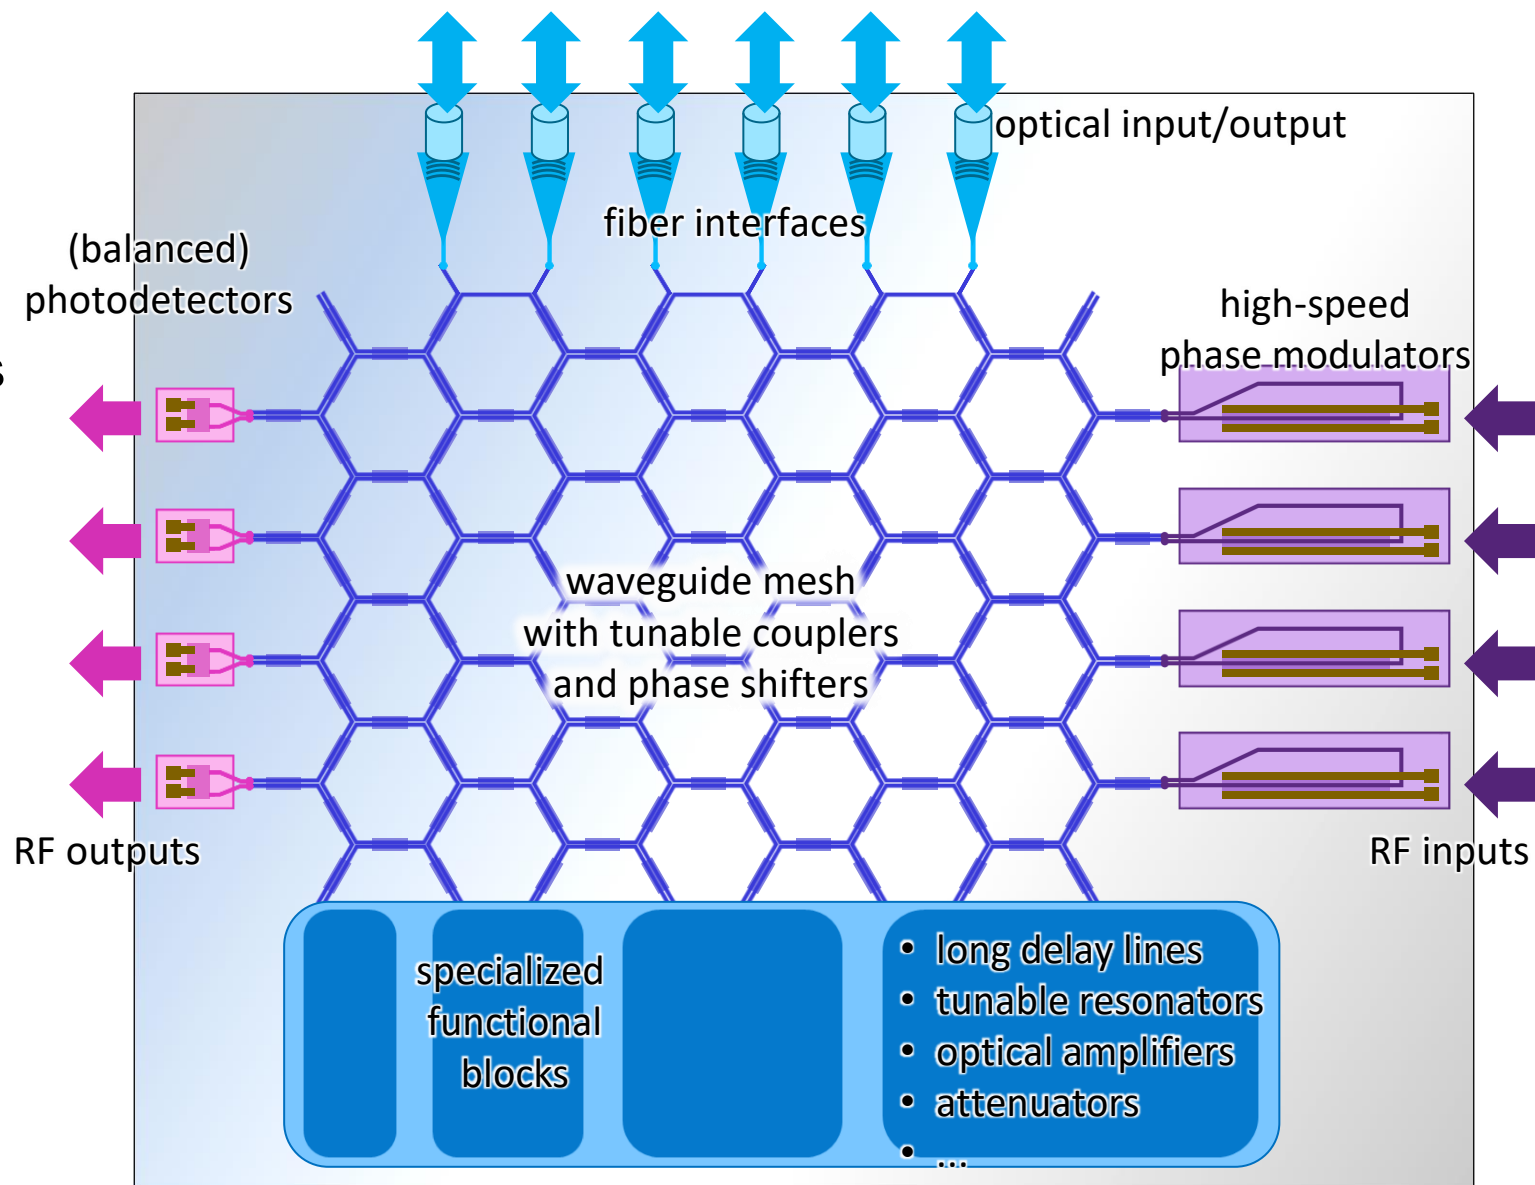 optical input/output
fiber interfaces
(balanced)
photodetectors
high-speed
phase modulators
s
waveguide mesh
with tunable couplers
and phase shifters
RF outputs
RF inputs
specialized
functional
blocks
• long delay lines
• tunable resonators
• optical amplifiers
• attenuators
• ...